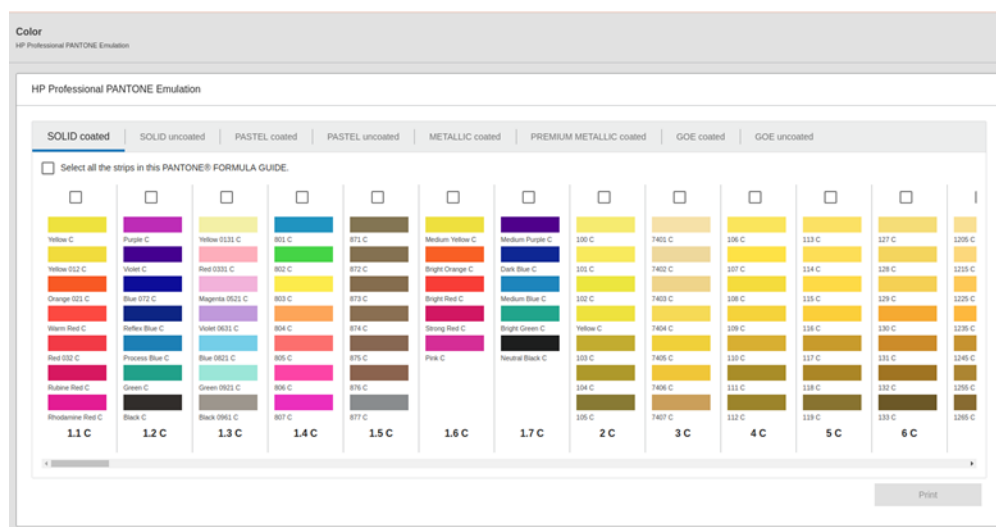 Color
HP Professional PANTONE Emulation
HP Professional PANTONE Emulation
SOLID coated SOLID uncoated PASTEL coated PASTEL uncoated METALLIC coated PREMIUM METALLIC coated GOE coated GOE uncoated
Select all the strips in this PANTONE® FORMULA GUIDE.
Yellow C Purple C Yellow 0131 C 801 C 871 C Medium Yellow C Medium Purple C 100 C 7401 C 106 C 113 C 127 C 1205 C
Yellow 012 C Violet C Red 0331 C 802 C 872 C Bright Orange C Dark Blue C 101 C 7402 C 107 C 114 C 128 C 1215 C
Orange 021 C Blue 072 C Magenta 0521 C 803 C 873 C Bright Red C Medium Blue C 102 C 7403 C 108 C 115 C 129 C 1225 C
Warm Red C Reflex Blue C Violet 0631 C 804 C 874 C Strong Red C Bright Green C Yellow C 7404 C 109 C 116 C 130 C 1235 C
Red 032 C Process Blue C Blue 0821 C 805 C 875 C Pink C Neutral Black C 103 C 7405 C 110 C 117 C 131 C 1245 C
Rubine Red C Green C Green 0921 C 806 C 876 C 104 C 7406 C 111 C 118 C 132 C 1255 C
Rhodamine Red C Black C Black 0961 C 807 C 877 C 105 C 7407 C 112 C 119 C 133 C 1265 C
1.1 C 1.2 C 1.3 C 1.4 C 1.5 C 1.6 C 1.7 C 2 C 3 C 4 C 5 C 6 C
Print